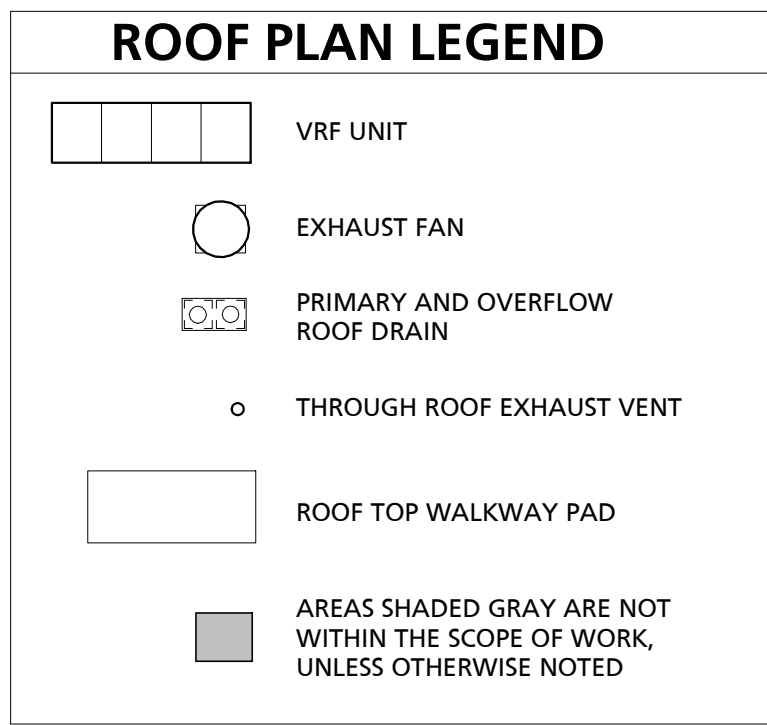 ROOF PLAN LEGEND
VRF UNIT
EXHAUST FAN
PRIMARY AND OVERFLOW
ROOF DRAIN
THROUGH ROOF EXHAUST VENT
ROOF TOP WALKWAY PAD
AREAS SHADED GRAY ARE NOT
WITHIN THE SCOPE OF WORK,
UNLESS OTHERWISE NOTED